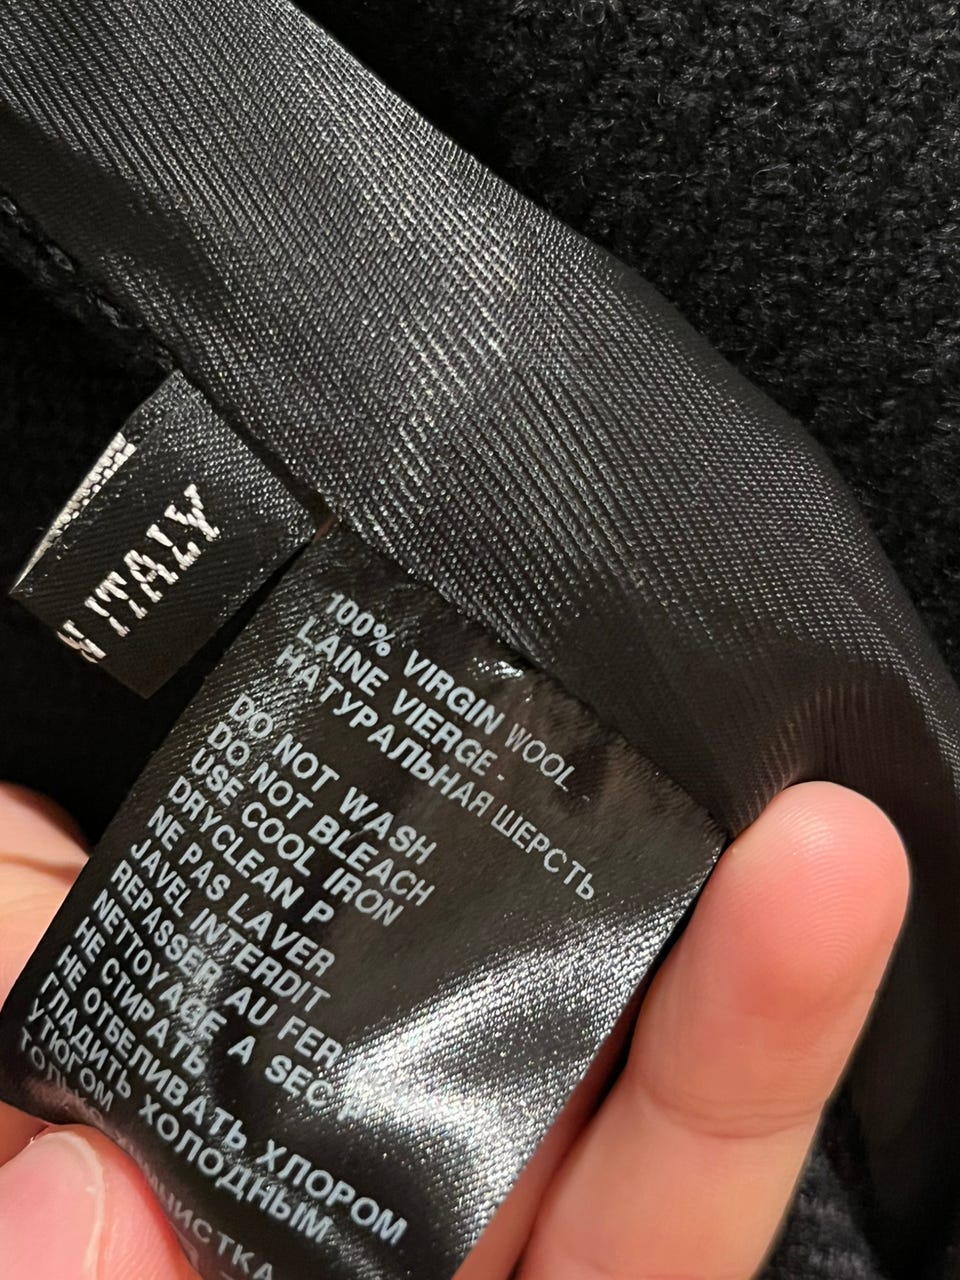 ITALY
100% VIRGIN WOOL
LAINE VIERGE -
НАТУРАЛЬНАЯ ШЕРСТЬ
DO NOT WASH
DO NOT BLEACH
USE COOL IRON
DRYCLEAN P
NE PAS LAVER
JAVEL INTERDIT
REPASSER AU FER
NETTOYAGE A SEC P
НЕ СТИРАТЬ
НЕ ОТБЕЛИВАТЬ ХЛОРОМ
ГЛАДИТЬ ХОЛОДНЫМ
УТЮГОМ
ТОЛЬКО